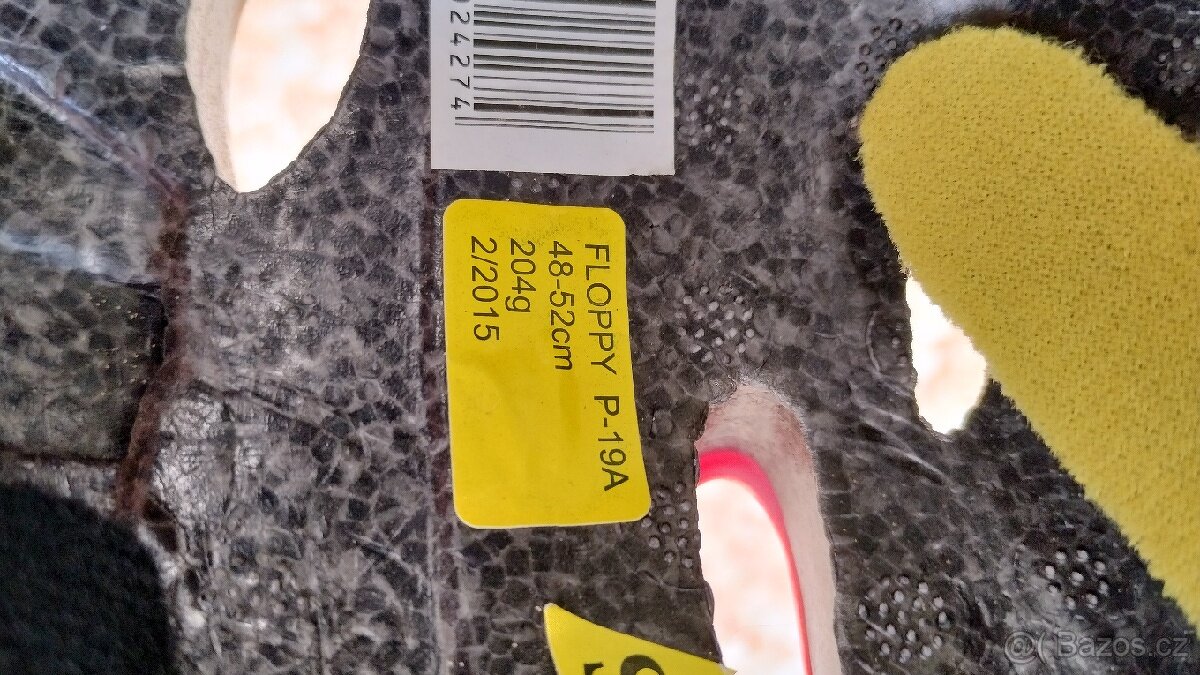 24274
FLOPPY P-19A
48-52cm
204g
2/2015
S
@( Bazos.cz